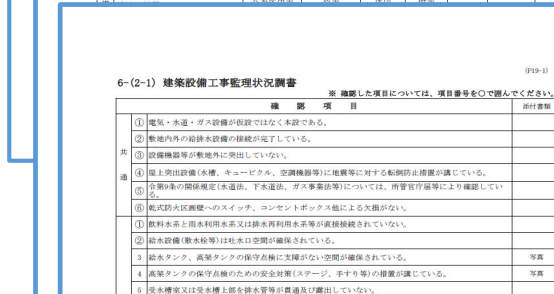 (P19-1)
6-(2-1) 建築設備工事監理状況調書
※ 確認した項目については、項目番号を○で囲んでください。
確 認 項 目 添付書類
共通
① 電気・水道・ガス設備が仮設ではなく本設である。
② 敷地内外の給排水設備の接続が完了している。
③ 設備機器等が敷地外に突出していない。
④ 屋上突出設備(水槽、キュービクル、空調機器等)に地震等に対する転倒防止措置が講じている。
⑤ 令第9条の関係規定(水道法、下水道法、ガス事業法等)については、所管官庁届等により確認してい
る。
⑥ 乾式防火区画壁へのスイッチ、コンセントボックス他による欠損がない。
① 飲料水系と雨水利用水系又は排水再利用水系等が直接接続されていない。
② 給水設備(散水栓等)は吐水口空間が確保されている。
3 給水タンク、高架タンクの保守点検に支障がない空間が確保されている。 写真
4 高架タンクの保守点検のための安全対策(ステージ、手すり等)の措置が講じている。 写真
5 受水槽室又は受水槽上部を排水管等が貫通及び露出していない。